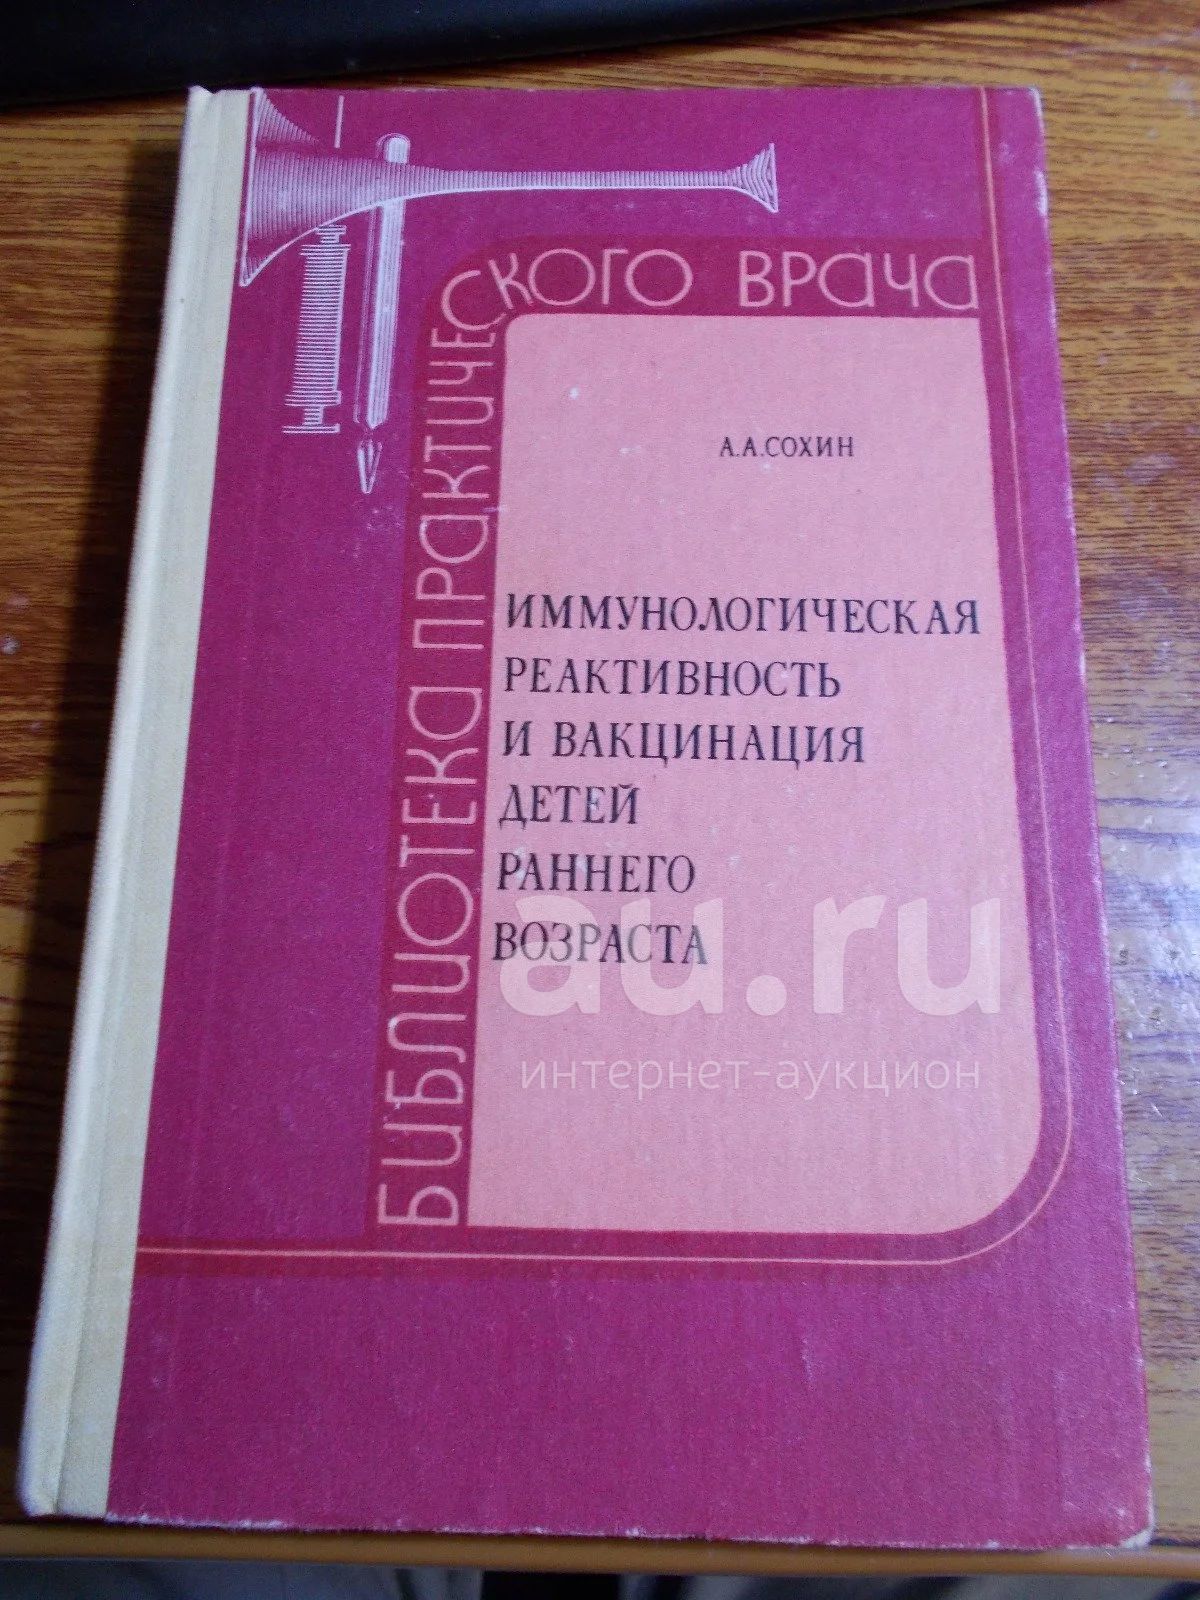 БИБЛИОТЕКА ПРАКТИЧЕСКОГО ВРАЧА
А.А.СОХИН
ИММУНОЛОГИЧЕСКАЯ
РЕАКТИВНОСТЬ
И ВАКЦИНАЦИЯ
ДЕТЕЙ
РАННЕГО
ВОЗРАСТА
au.ru
интернет-аукцион